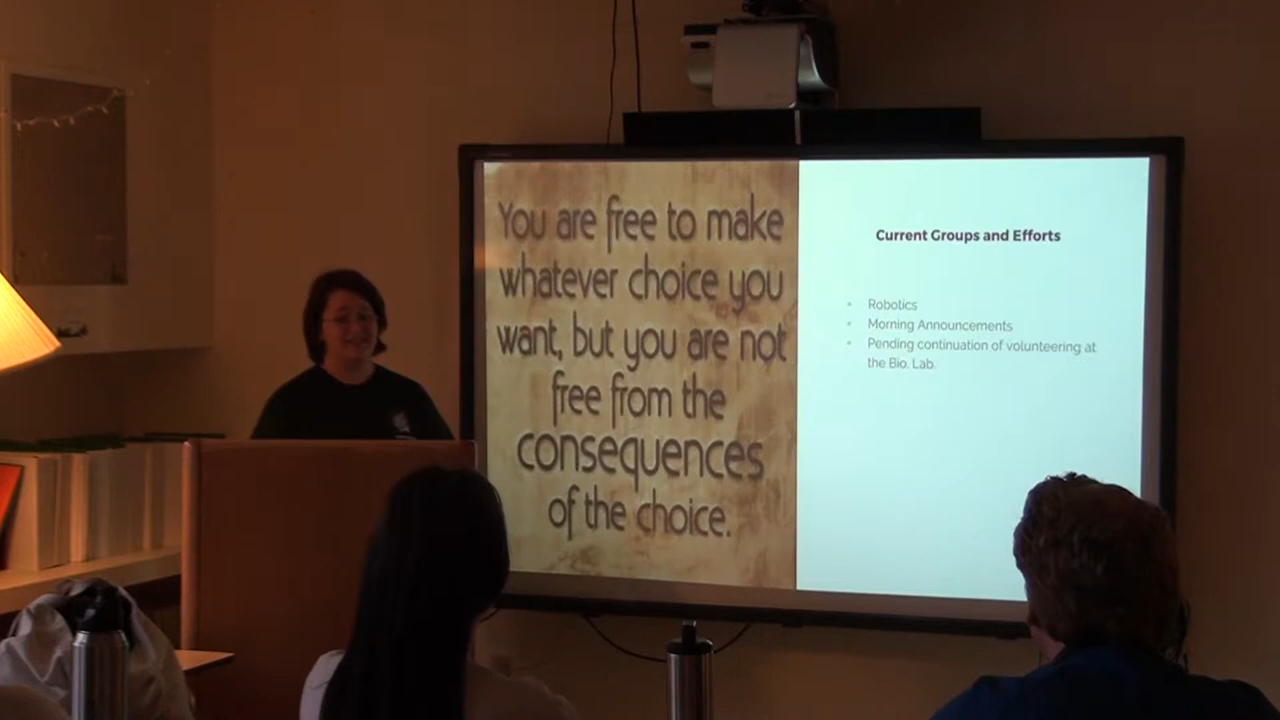 You are free to make
whatever choice you
want, but you are not
free from the
consequences
of the choice.
Current Groups and Efforts
Robotics
Morning Announcements
Pending continuation of volunteering at
the Bio. Lab.